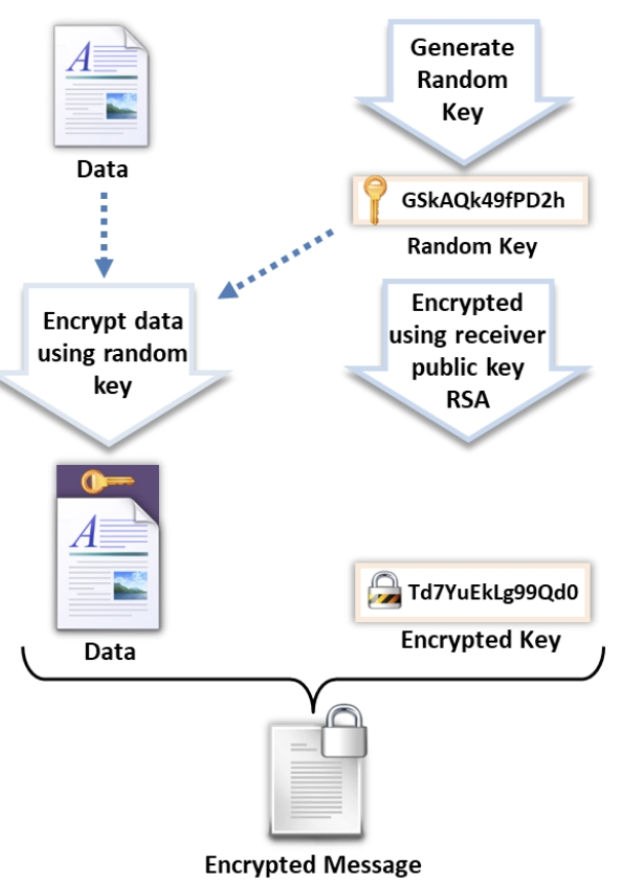 Generate
Random
Key
Data
GSkAQk49fPD2h
Random Key
Encrypt data
using random
key
Encrypted
using receiver
public key
RSA
A
Td7YuEkLg99Qd0
Data
Encrypted Key
Encrypted Message